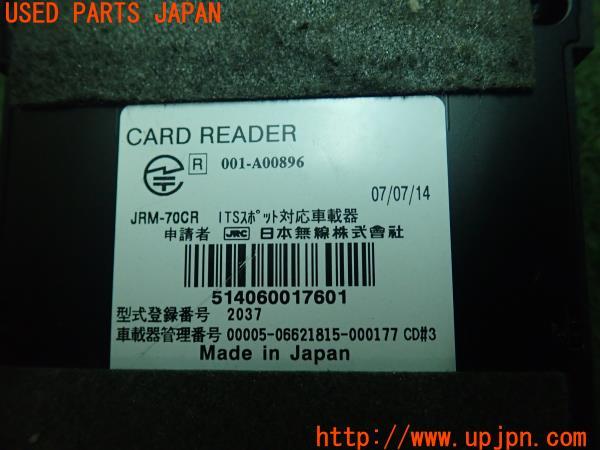 USED PARTS JAPAN
CARD READER
R 001-A00896
07/07/14
JRM-70CR ITSスポット対応車載器
申請者 JRC 日本無線株式会社
514060017601
型式登録番号 2037
車載器管理番号 00005-06621815-000177 CD#3
Made in Japan
UPJ http://www.upjpn.com